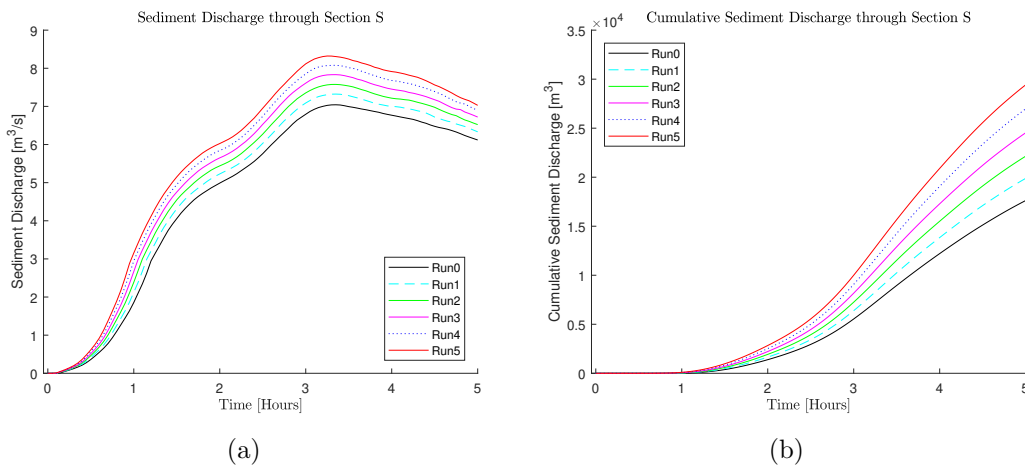 Sediment Discharge through Section S
Sediment Discharge [m³/s]
9
8
7
6
5
4
3
2
1
0
0 1 2 3 4 5
Time [Hours]
Run0
Run1
Run2
Run3
Run4
Run5
(a)
Cumulative Sediment Discharge through Section S
×10⁴
Cumulative Sediment Discharge [m³]
3.5
3
2.5
2
1.5
1
0.5
0
0 1 2 3 4 5
Time [Hours]
Run0
Run1
Run2
Run3
Run4
Run5
(b)